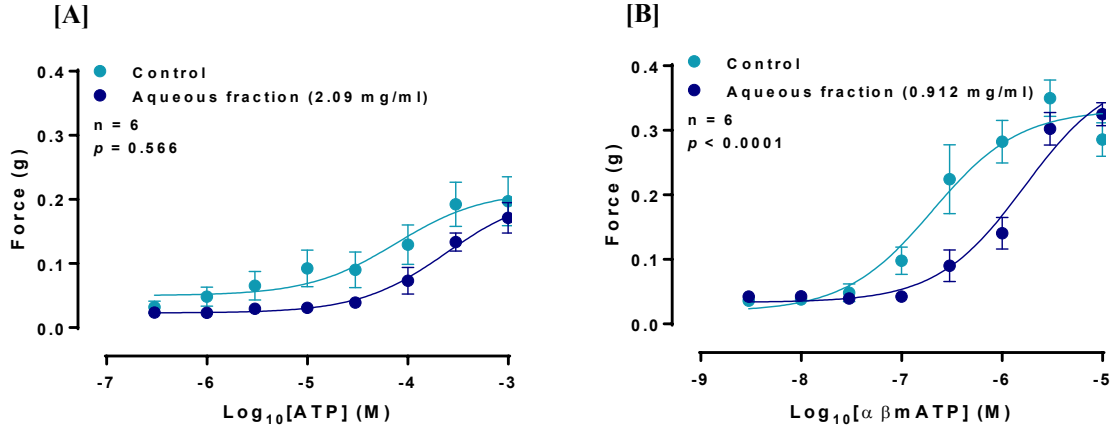 [A]
Control
Aqueous fraction (2.09 mg/ml)
n = 6
p = 0.566
0.4
0.3
0.2
0.1
0.0
Force (g)
-7 -6 -5 -4 -3
Log10[ATP] (M)
[B]
Control
Aqueous fraction (0.912 mg/ml)
n = 6
p < 0.0001
0.4
0.3
0.2
0.1
0.0
Force (g)
-9 -8 -7 -6 -5
Log10[α βmATP] (M)